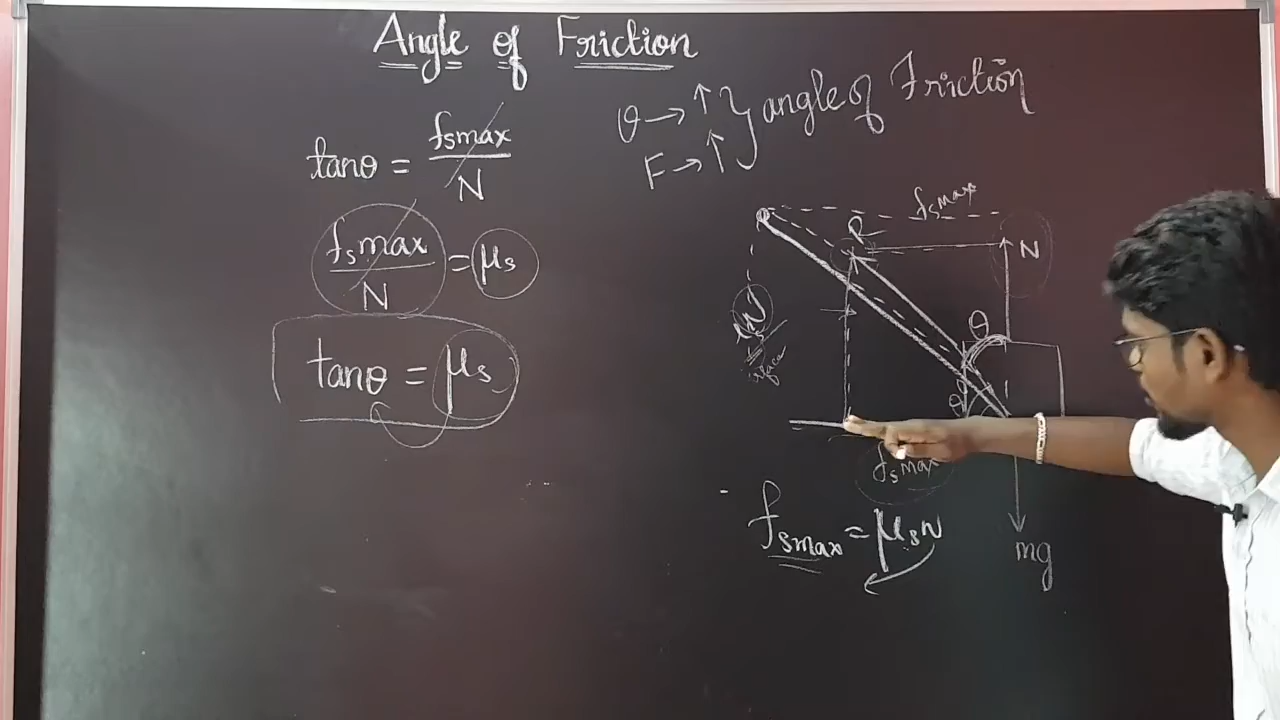 Angle of Friction
tanθ = fsmax/N
fsmax/N = μs
tanθ = μs
θ → ↑ } angle of Friction
F → ↑
fsmax
R
N
θ
N
θ
fsmax
fsmax = μsN
mg